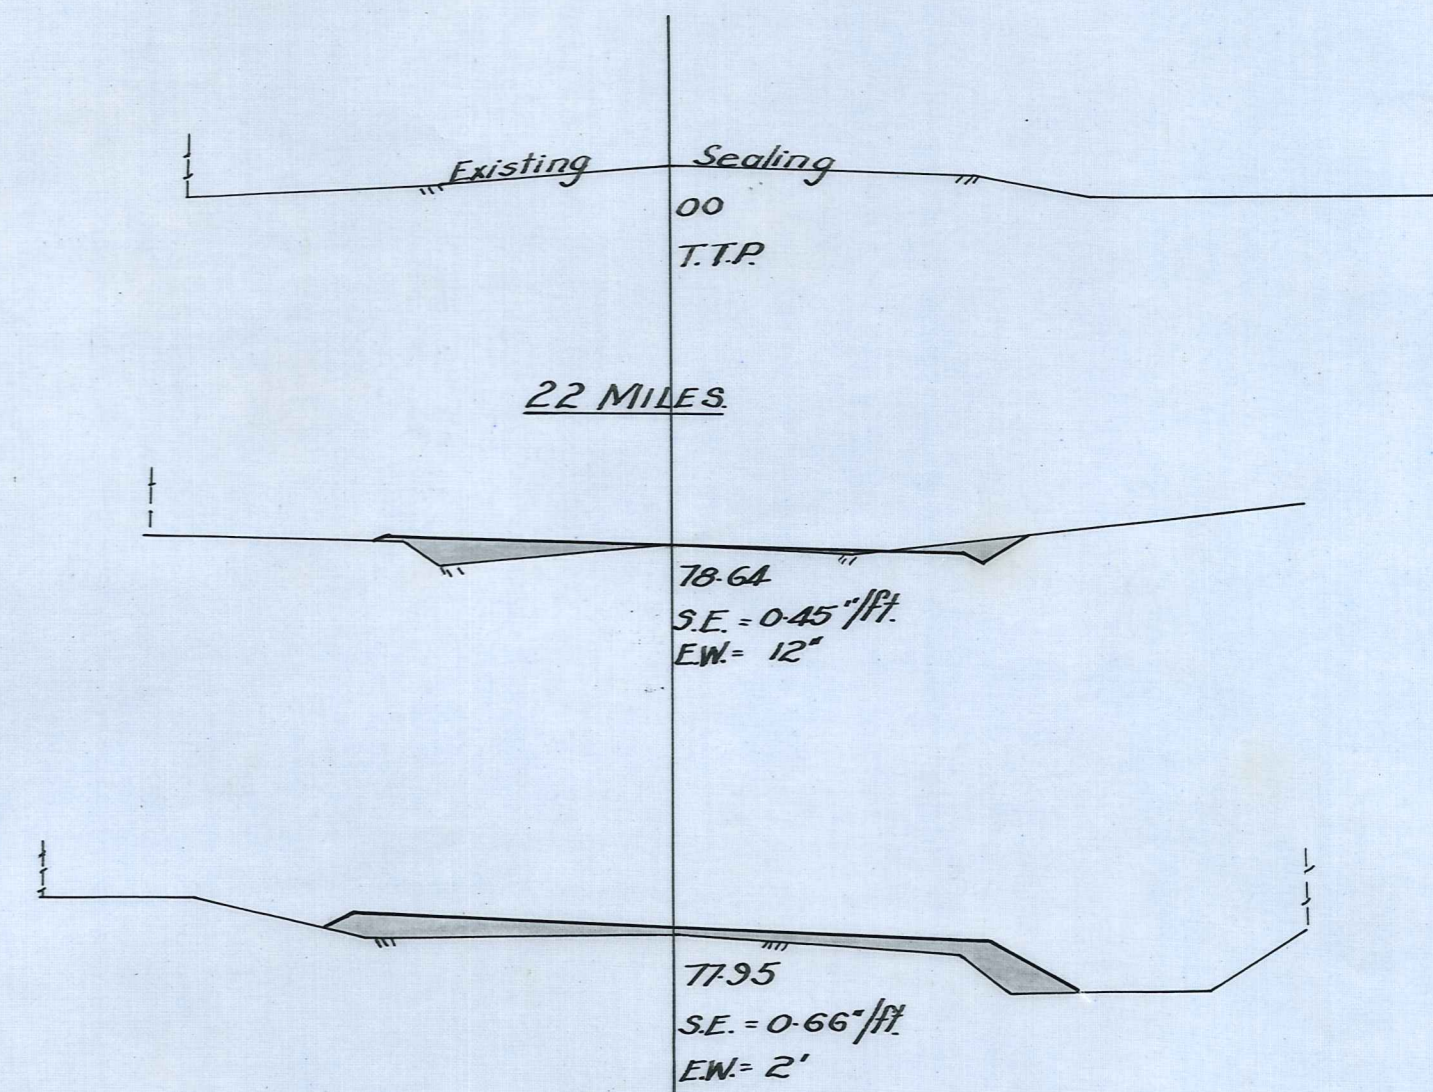 Existing Sealing
00
T.T.P.
22 MILES.
78·64
S.E. = 0·45"/ft.
E.W. = 12"
77·95
S.E. = 0·66"/ft.
E.W. = 2'